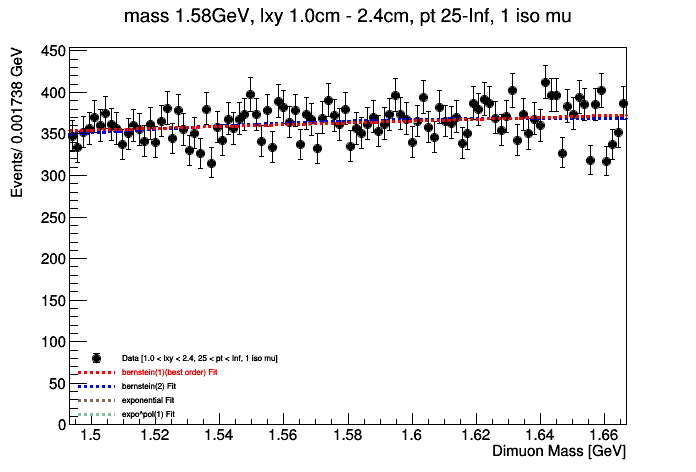 mass 1.58GeV, lxy 1.0cm - 2.4cm, pt 25-Inf, 1 iso mu
Events/ 0.001738 GeV
450
400
350
300
250
200
150
100
50
0
Data [1.0 < lxy < 2.4, 25 < pt < Inf, 1 iso mu]
bernstein(1)(best order) Fit
bernstein(2) Fit
exponential Fit
expo*pol(1) Fit
1.5 1.52 1.54 1.56 1.58 1.6 1.62 1.64 1.66
Dimuon Mass [GeV]